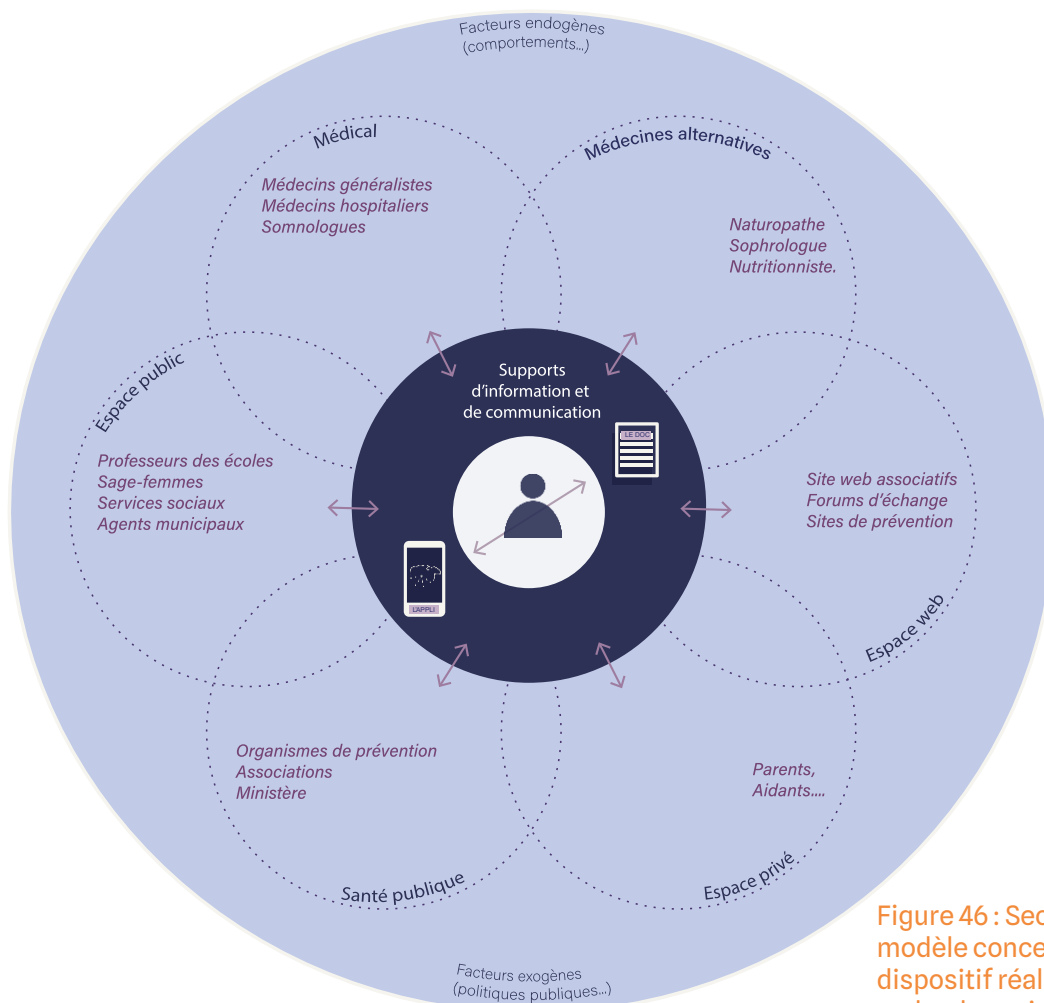 Facteurs endogènes
(comportements...)
Médical
Médecines alternatives
Médecins généralistes
Médecins hospitaliers
Somnologues
Naturopathe
Sophrologue
Nutritionniste.
Espace public
Supports
d'information et
de communication
LE DOC
Professeurs des écoles
Sage-femmes
Services sociaux
Agents municipaux
Site web associatifs
Forums d'échange
Sites de prévention
L'APPLI
Espace web
Organismes de prévention
Associations
Ministère
Parents,
Aidants....
Santé publique
Espace privé
Facteurs exogènes
(politiques publiques...)
Figure 46 : Sec
modèle conce
dispositif réal